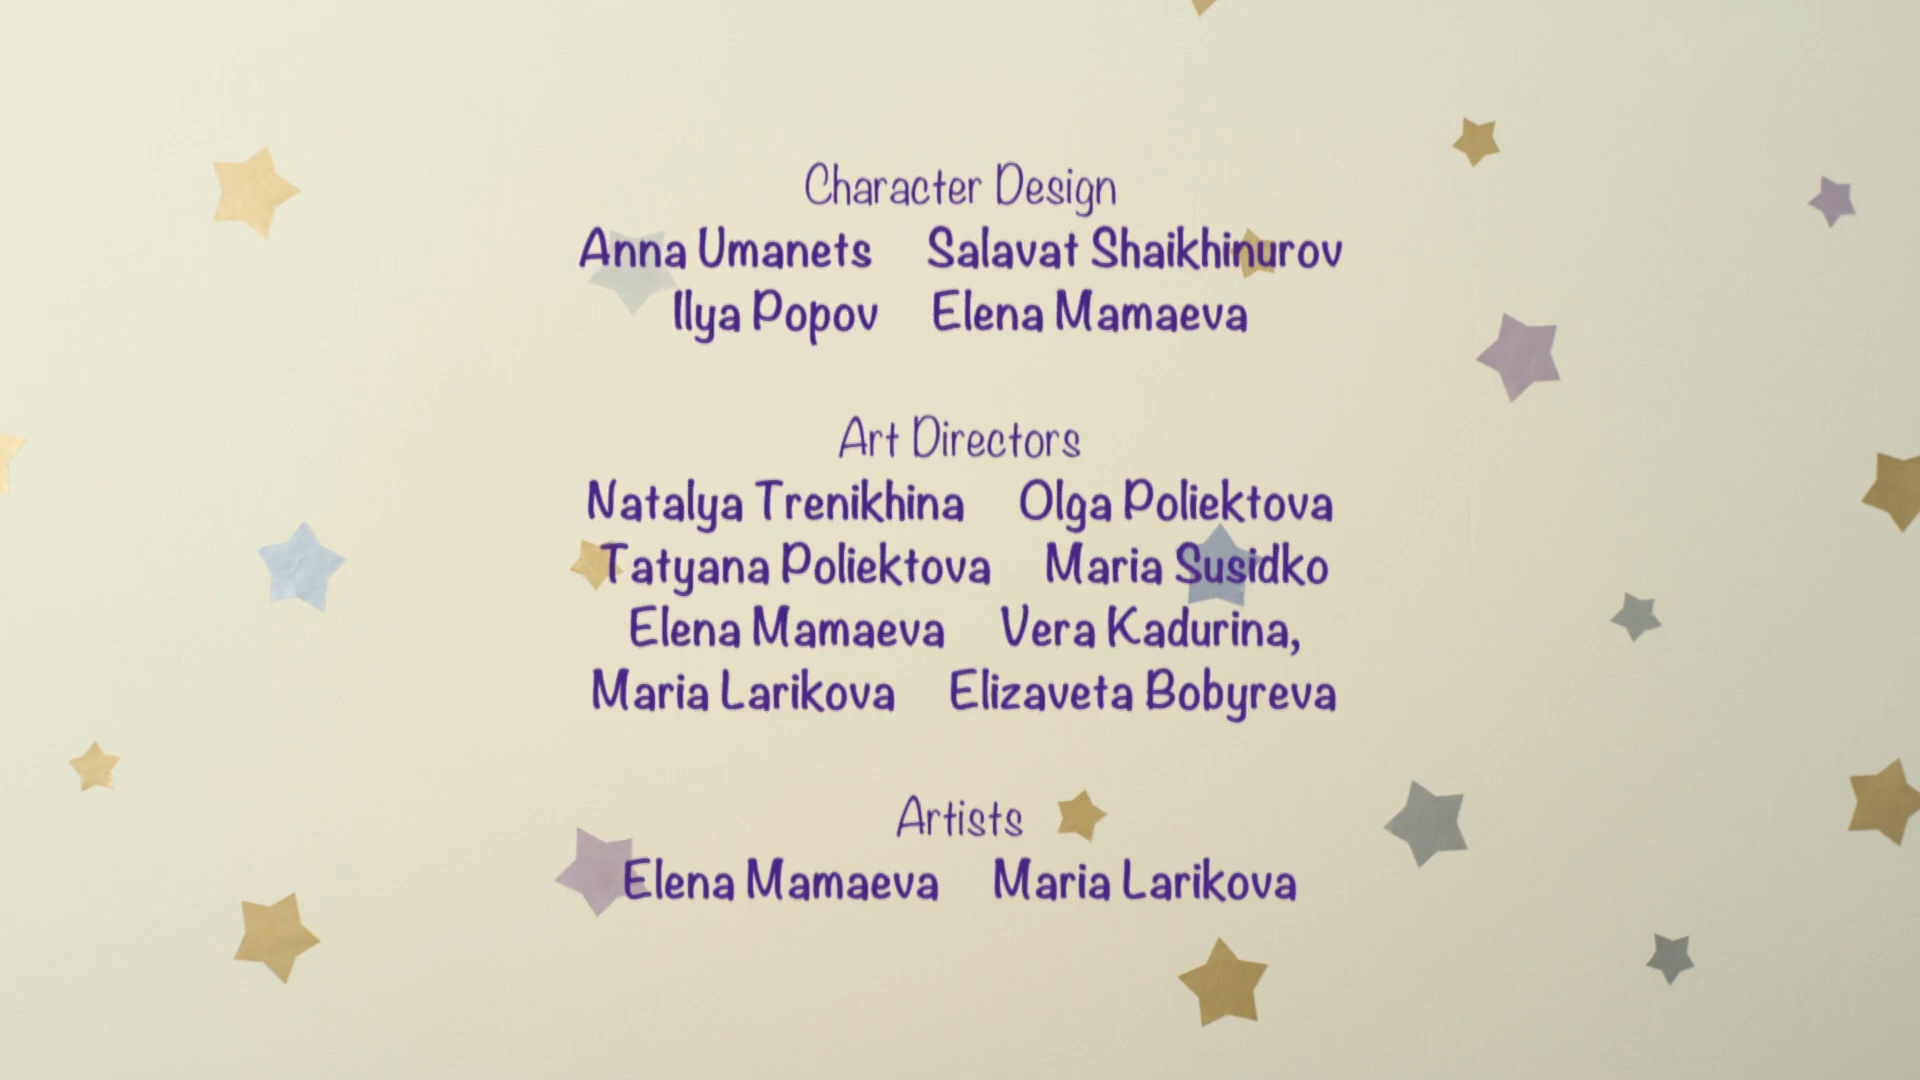 Character Design
Anna Umanets Salavat Shaikhinurov
Ilya Popov Elena Mamaeva
Art Directors
Natalya Trenikhina Olga Poliektova
Tatyana Poliektova Maria Susidko
Elena Mamaeva Vera Kadurina,
Maria Larikova Elizaveta Bobyreva
Artists
Elena Mamaeva Maria Larikova